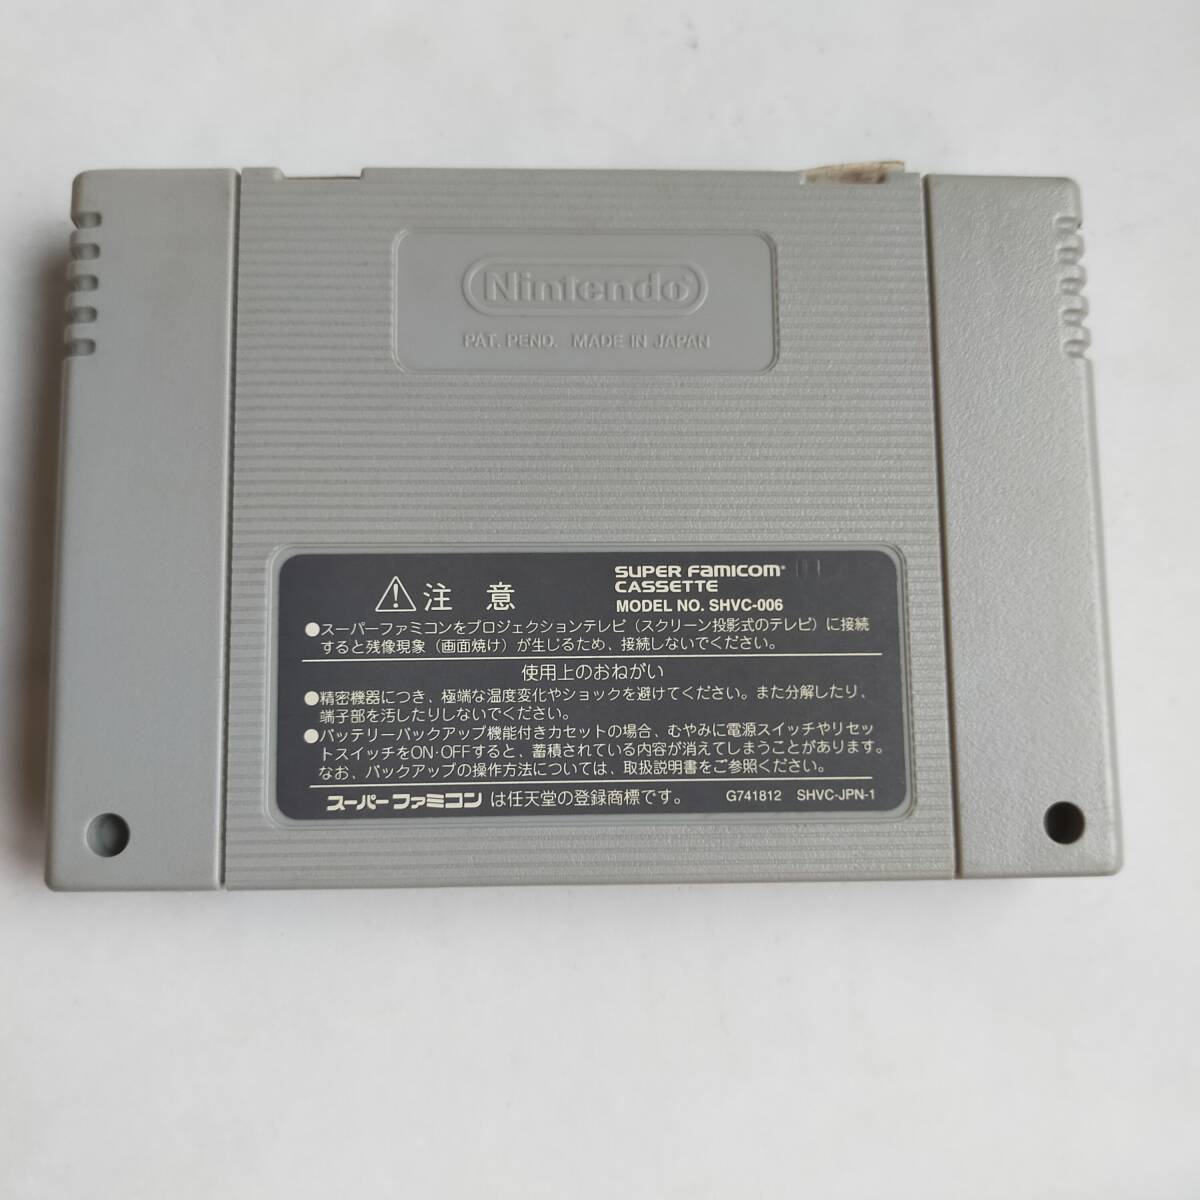 Nintendo
PAT. PEND. MADE IN JAPAN
SUPER FAMICOM
CASSETTE
⚠注意 MODEL NO. SHVC-006
●スーパーファミコンをプロジェクションテレビ(スクリーン投影式のテレビ)に接続
すると残像現象(画面焼け)が生じるため、接続しないでください。
使用上のおねがい
●精密機器につき、極端な温度変化やショックを避けてください。また分解したり、
端子部を汚したりしないでください。
●バッテリーバックアップ機能付きカセットの場合、むやみに電源スイッチやリセッ
トスイッチをON·OFFすると、蓄積されている内容が消えてしまうことがあります。
なお、バックアップの操作方法については、取扱説明書をご参照ください。
スーパーファミコンは任天堂の登録商標です。 G741812 SHVC-JPN-1